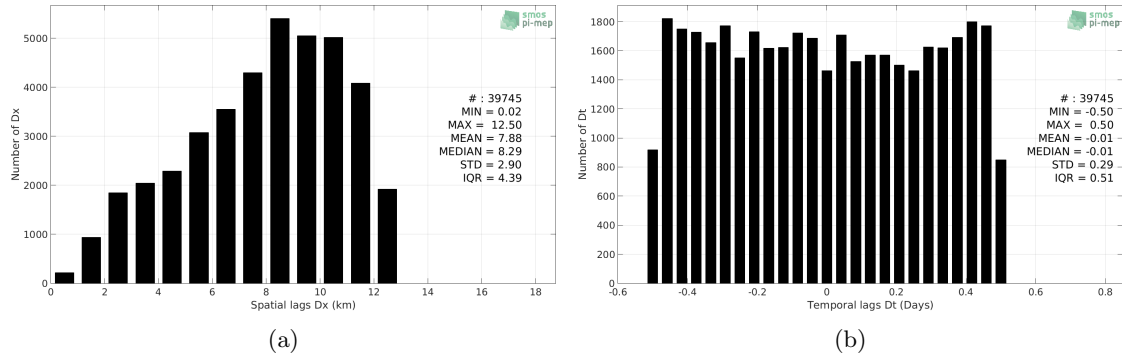 smos
pi-mep
5000
4000
3000
2000
1000
0
Number of Dx
# : 39745
MIN = 0.02
MAX = 12.50
MEAN = 7.88
MEDIAN = 8.29
STD = 2.90
IQR = 4.39
0 2 4 6 8 10 12 14 16 18
Spatial lags Dx (km)
(a)
smos
pi-mep
1800
1600
1400
1200
1000
800
600
400
200
0
Number of Dt
# : 39745
MIN = -0.50
MAX = 0.50
MEAN = -0.01
MEDIAN = -0.01
STD = 0.29
IQR = 0.51
-0.6 -0.4 -0.2 0 0.2 0.4 0.6 0.8
Temporal lags Dt (Days)
(b)